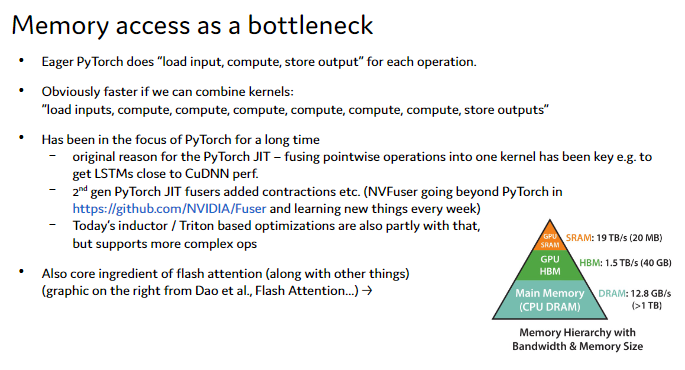 Memory access as a bottleneck
• Eager PyTorch does “load input, compute, store output” for each operation.
• Obviously faster if we can combine kernels:
“load inputs, compute, compute, compute, compute, compute, compute, store outputs”
• Has been in the focus of PyTorch for a long time
– original reason for the PyTorch JIT – fusing pointwise operations into one kernel has been key e.g. to
get LSTMs close to CuDNN perf.
– 2nd gen PyTorch JIT fusers added contractions etc. (NVFuser going beyond PyTorch in
https://github.com/NVIDIA/Fuser and learning new things every week)
– Today’s inductor / Triton based optimizations are also partly with that,
but supports more complex ops
• Also core ingredient of flash attention (along with other things)
(graphic on the right from Dao et al., Flash Attention...) →
GPU
SRAM
SRAM: 19 TB/s (20 MB)
GPU
HBM
HBM: 1.5 TB/s (40 GB)
Main Memory
(CPU DRAM)
DRAM: 12.8 GB/s
(>1 TB)
Memory Hierarchy with
Bandwidth & Memory Size